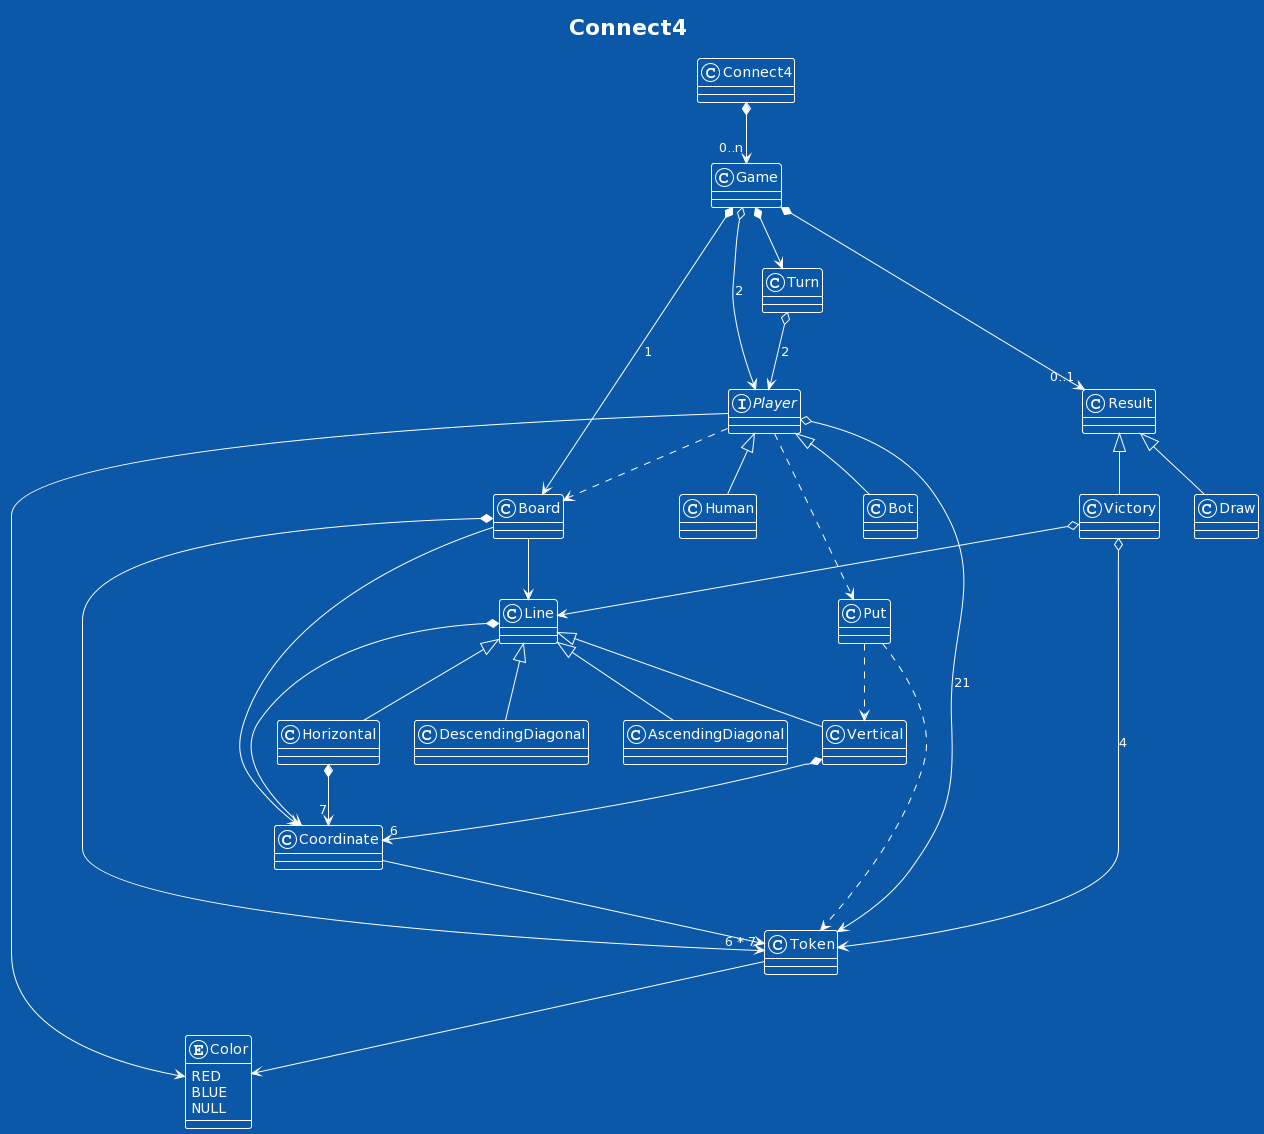 Connect4
C Connect4
0..n
C Game
C Turn
2
1
2
0..1
I Player
C Result
C Board
C Human
C Bot
C Victory
C Draw
C Line
C Put
21
C Horizontal
C DescendingDiagonal
C AscendingDiagonal
C Vertical
4
7
6
C Coordinate
6 * 7
C Token
E Color
RED
BLUE
NULL